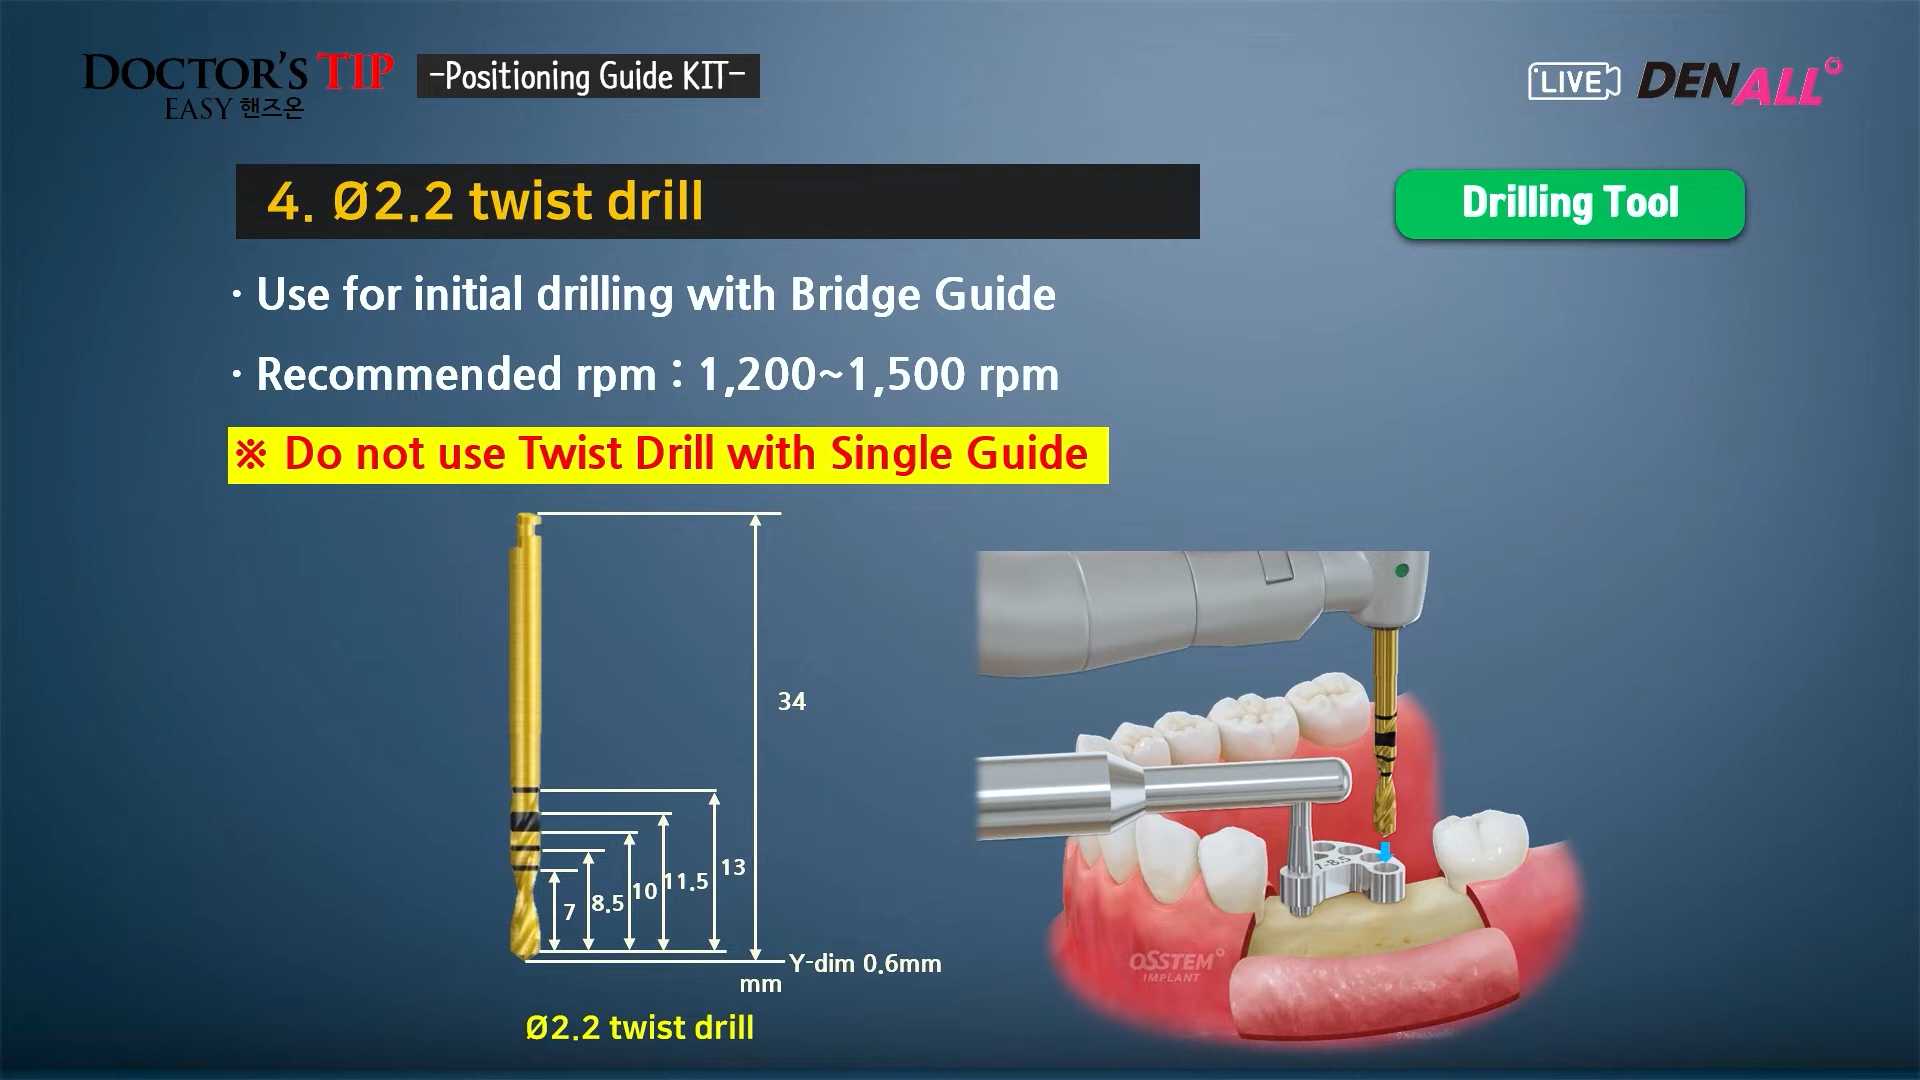 DOCTOR'S TIP
EASY 핸즈온
-Positioning Guide KIT-
LIVE DENALL
4. Ø2.2 twist drill
Drilling Tool
· Use for initial drilling with Bridge Guide
· Recommended rpm : 1,200~1,500 rpm
※ Do not use Twist Drill with Single Guide
34
13
11.5
10
8.5
7
Y-dim 0.6mm
mm
Ø2.2 twist drill
7-8.5
OSSTEM
IMPLANT